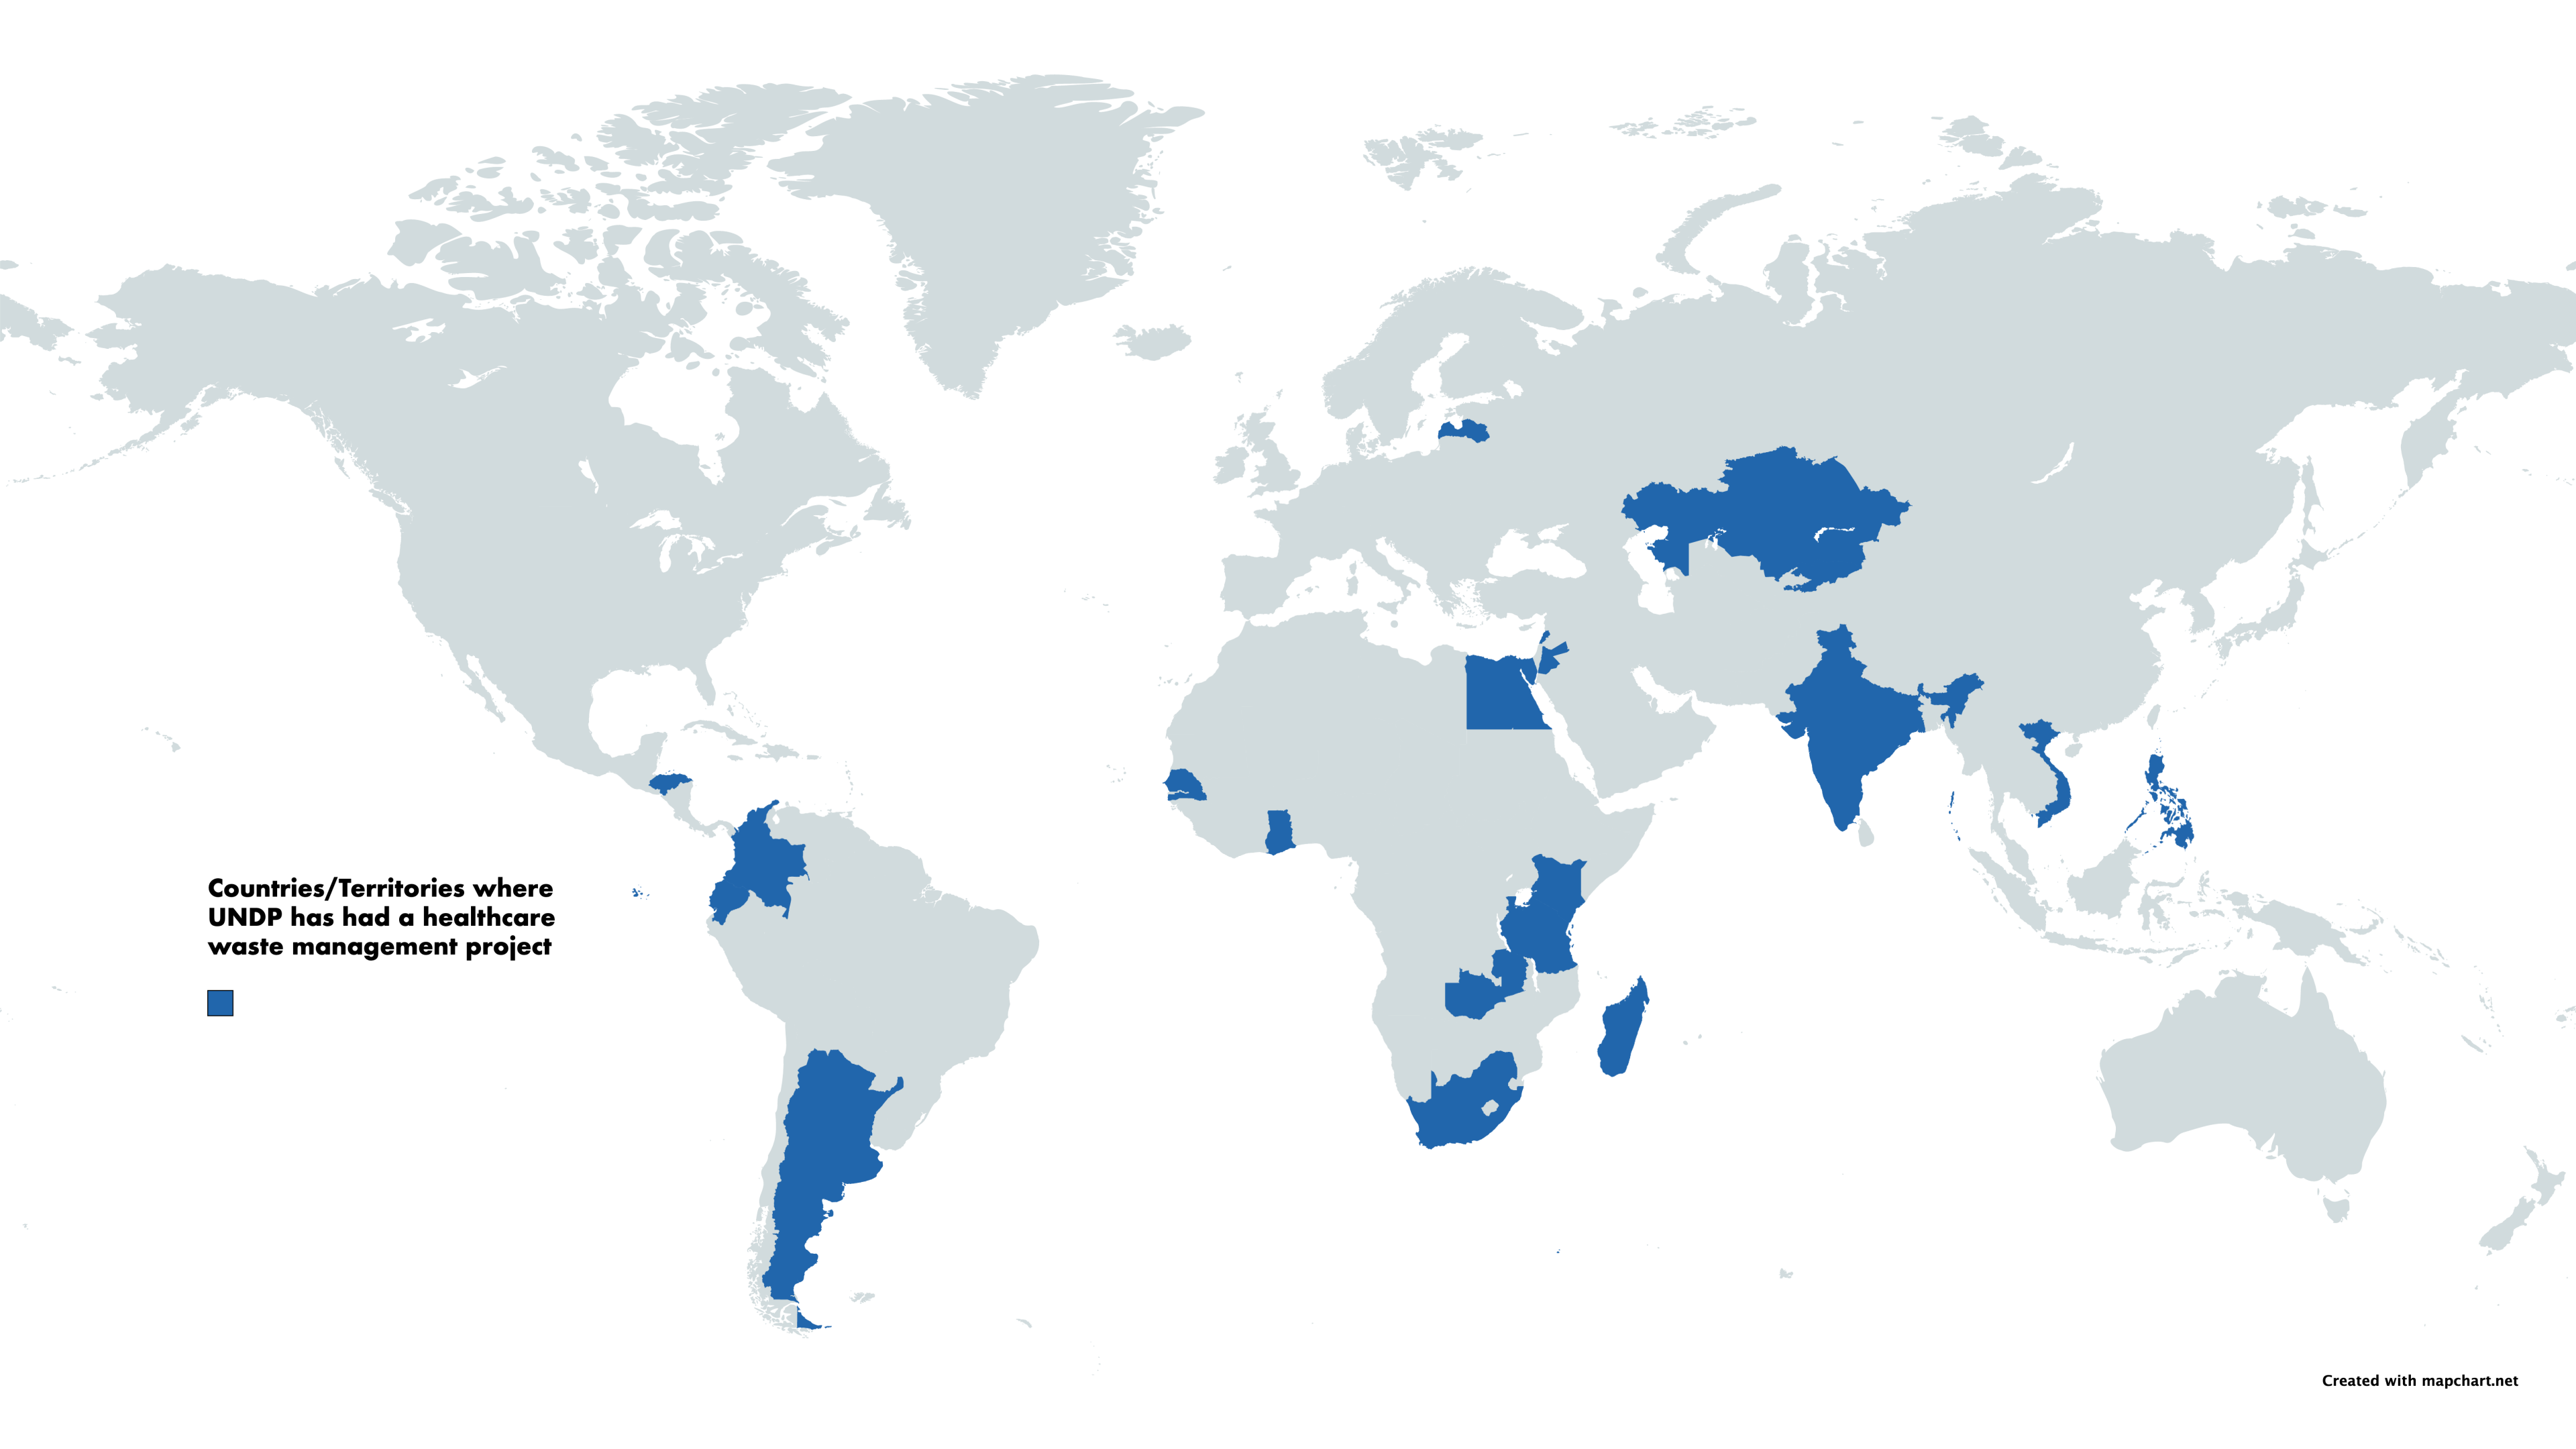 Countries/Territories where
UNDP has had a healthcare
waste management project
Created with mapchart.net